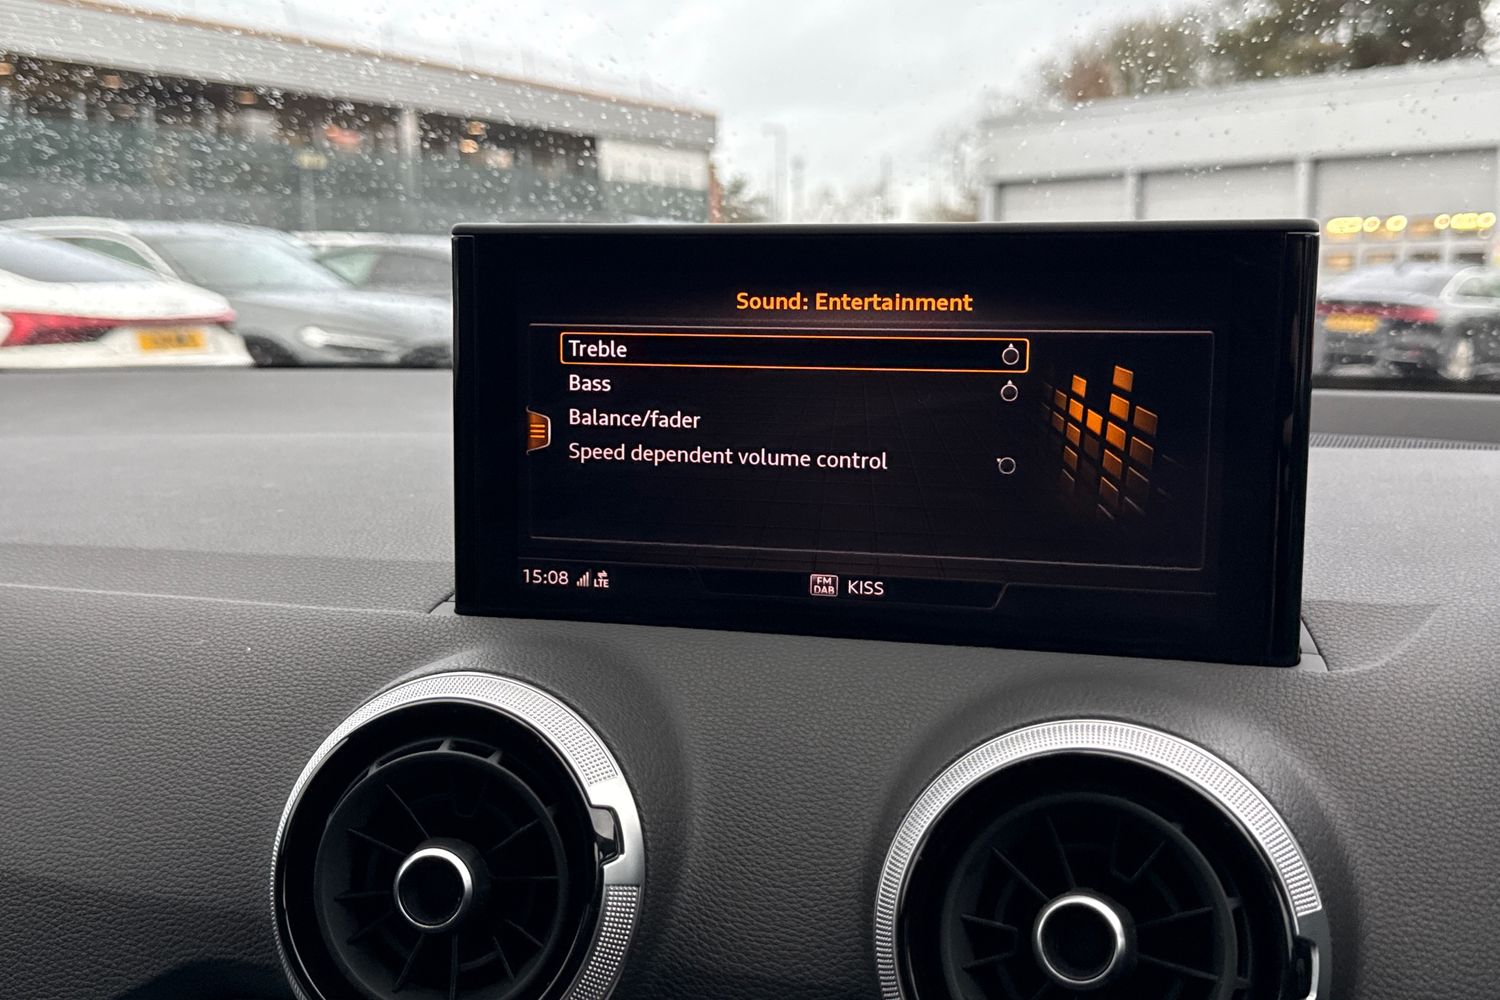 Sound: Entertainment
Treble
Bass
Balance/fader
Speed dependent volume control
15:08 LTE
FM DAB KISS